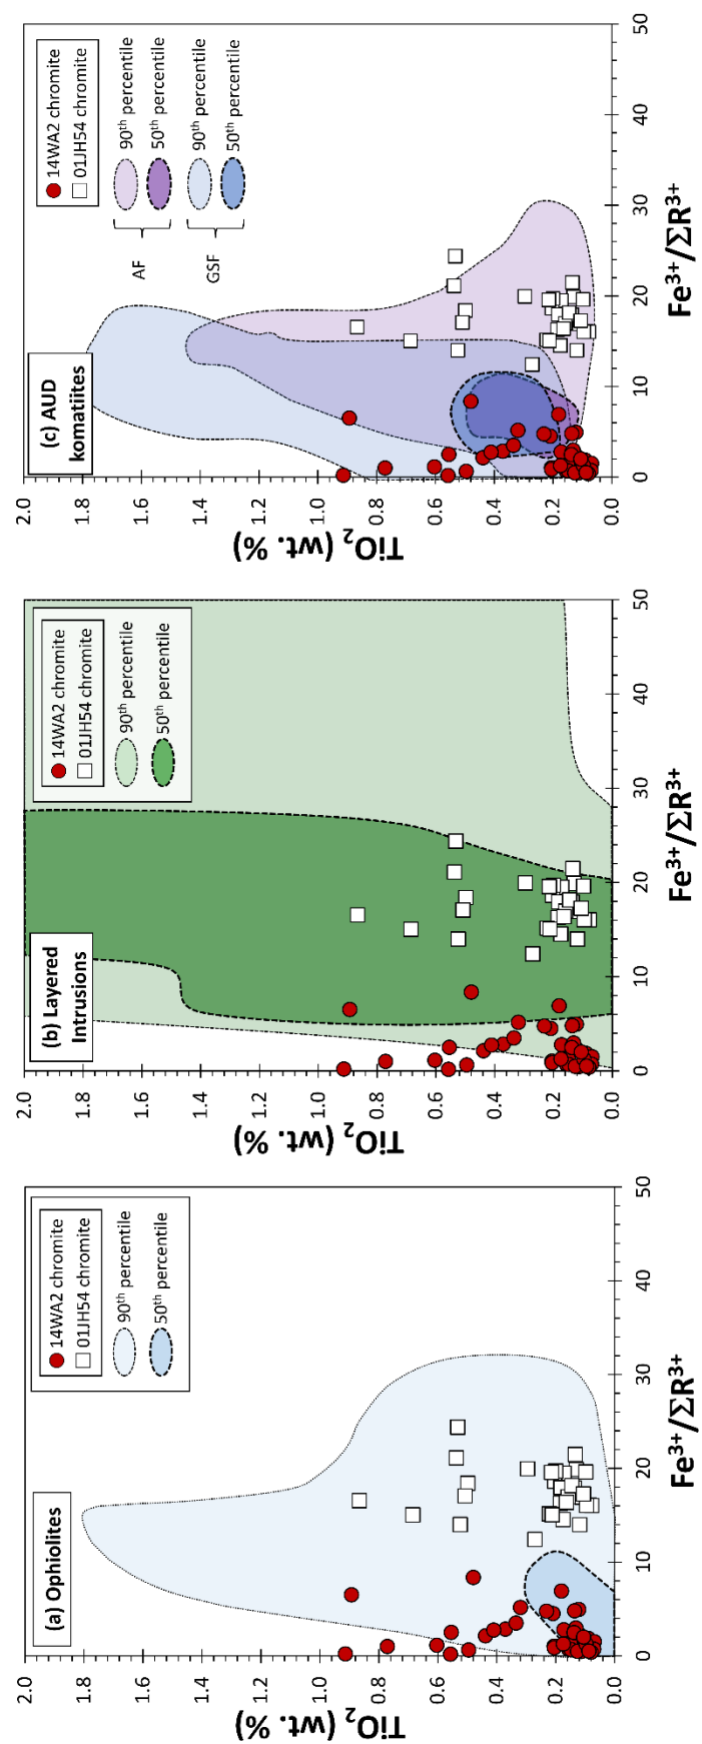 (a) Ophiolites
14WA2 chromite
01JH54 chromite
90th percentile
50th percentile
TiO2 (wt. %)
2.0
1.8
1.6
1.4
1.2
1.0
0.8
0.6
0.4
0.2
0.0
0
10
20
30
40
50
Fe3+/ΣR3+
(b) Layered
Intrusions
14WA2 chromite
01JH54 chromite
90th percentile
50th percentile
TiO2 (wt. %)
2.0
1.8
1.6
1.4
1.2
1.0
0.8
0.6
0.4
0.2
0.0
0
10
20
30
40
50
Fe3+/ΣR3+
(c) AUD
komatiites
14WA2 chromite
01JH54 chromite
AF
90th percentile
50th percentile
GSF
90th percentile
50th percentile
TiO2 (wt. %)
2.0
1.8
1.6
1.4
1.2
1.0
0.8
0.6
0.4
0.2
0.0
0
10
20
30
40
50
Fe3+/ΣR3+